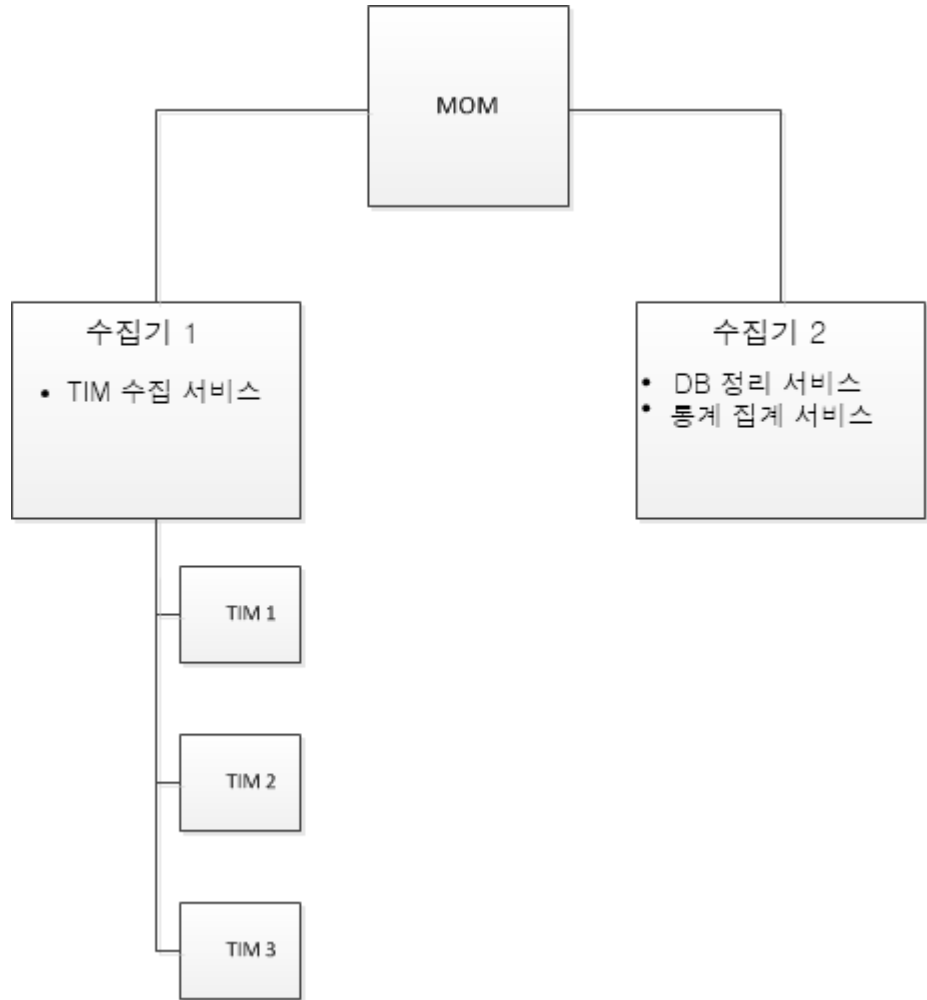 MOM
수집기 1
• TIM 수집 서비스
수집기 2
• DB 정리 서비스
• 통계 집계 서비스
TIM 1
TIM 2
TIM 3